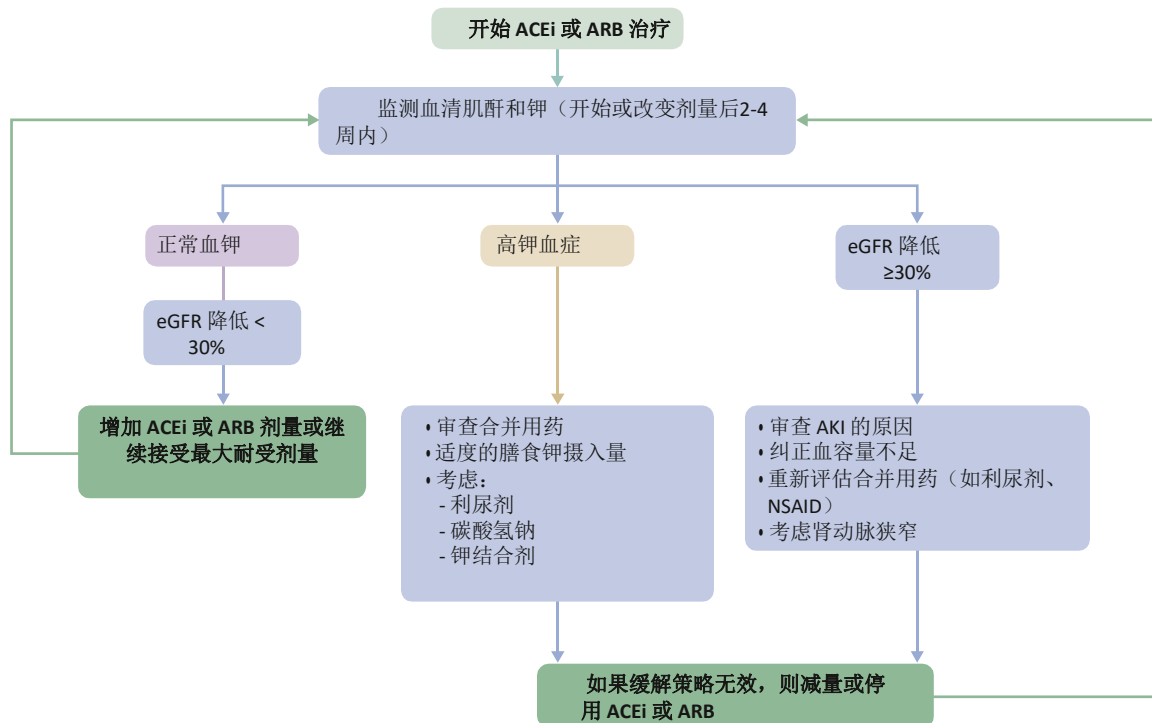 开始 ACEi 或 ARB 治疗
监测血清肌酐和钾（开始或改变剂量后2-4
周内）
正常血钾
高钾血症
eGFR 降低
≥30%
eGFR 降低 <
30%
增加 ACEi 或 ARB 剂量或继
续接受最大耐受剂量
• 审查合并用药
• 适度的膳食钾摄入量
• 考虑：
- 利尿剂
- 碳酸氢钠
- 钾结合剂
• 审查 AKI 的原因
• 纠正血容量不足
• 重新评估合并用药（如利尿剂、
NSAID）
• 考虑肾动脉狭窄
如果缓解策略无效，则减量或停
用 ACEi 或 ARB